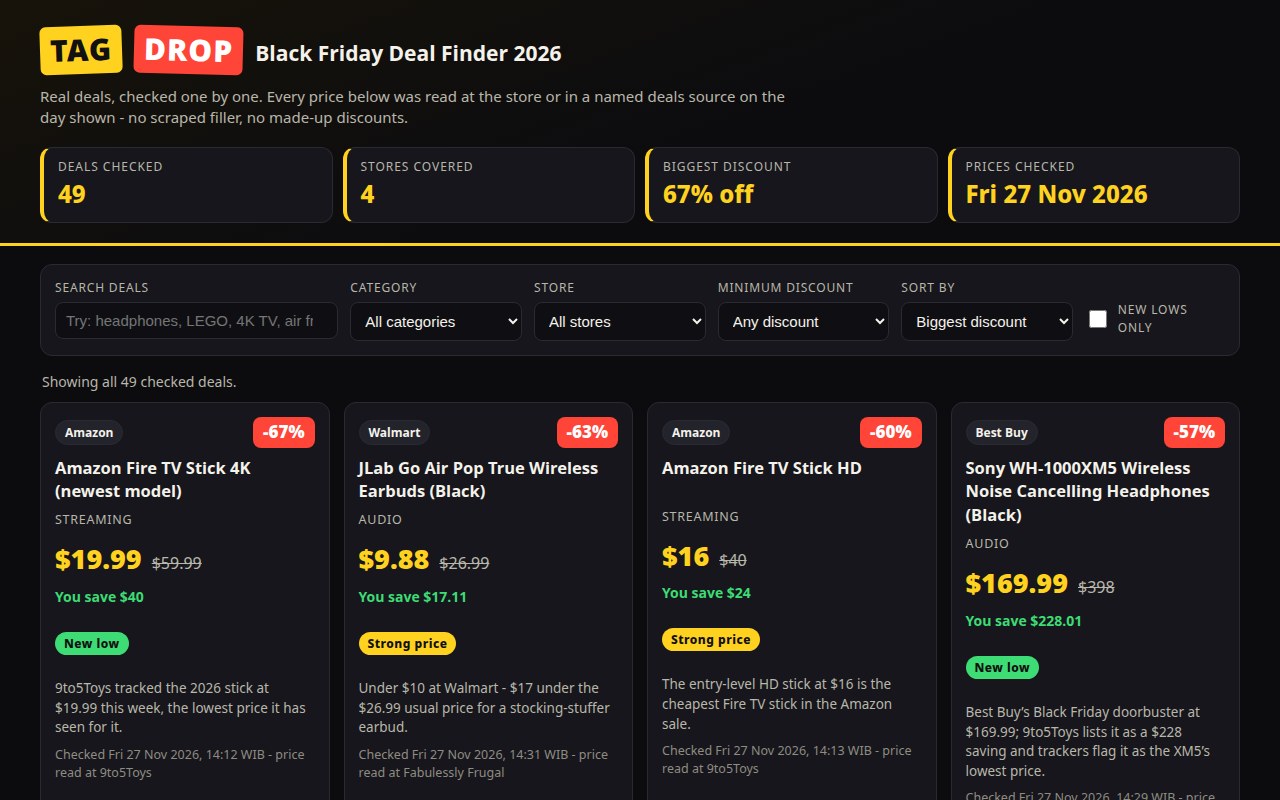 TAG DROP Black Friday Deal Finder 2026
Real deals, checked one by one. Every price below was read at the store or in a named deals source on the
day shown - no scraped filler, no made-up discounts.
DEALS CHECKED
49
STORES COVERED
4
BIGGEST DISCOUNT
67% off
PRICES CHECKED
Fri 27 Nov 2026
SEARCH DEALS
Try: headphones, LEGO, 4K TV, air fr
CATEGORY
All categories
STORE
All stores
MINIMUM DISCOUNT
Any discount
SORT BY
Biggest discount
NEW LOWS
ONLY
Showing all 49 checked deals.
Amazon
-67%
Amazon Fire TV Stick 4K
(newest model)
STREAMING
$19.99 $59.99
You save $40
New low
9to5Toys tracked the 2026 stick at
$19.99 this week, the lowest price it has
seen for it.
Checked Fri 27 Nov 2026, 14:12 WIB - price
read at 9to5Toys
Walmart
-63%
JLab Go Air Pop True Wireless
Earbuds (Black)
AUDIO
$9.88 $26.99
You save $17.11
Strong price
Under $10 at Walmart - $17 under the
$26.99 usual price for a stocking-stuffer
earbud.
Checked Fri 27 Nov 2026, 14:31 WIB - price
read at Fabulessly Frugal
Amazon
-60%
Amazon Fire TV Stick HD
STREAMING
$16 $40
You save $24
Strong price
The entry-level HD stick at $16 is the
cheapest Fire TV stick in the Amazon
sale.
Checked Fri 27 Nov 2026, 14:13 WIB - price
read at 9to5Toys
Best Buy
-57%
Sony WH-1000XM5 Wireless
Noise Cancelling Headphones
(Black)
AUDIO
$169.99 $398
You save $228.01
New low
Best Buy's Black Friday doorbuster at
$169.99; 9to5Toys lists it as a $228
saving and trackers flag it as the XM5's
lowest price.
Checked Fri 27 Nov 2026, 14:29 WIB - price